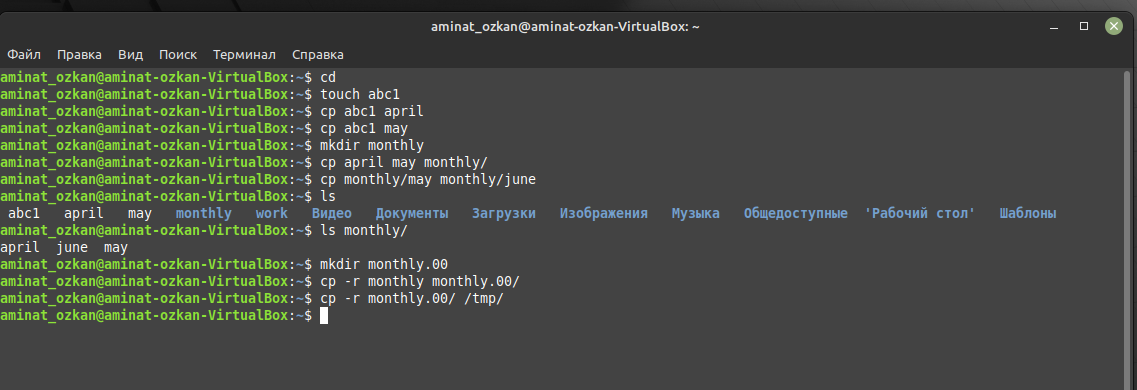 aminat_ozkan@aminat-ozkan-VirtualBox: ~
Файл Правка Вид Поиск Терминал Справка
aminat_ozkan@aminat-ozkan-VirtualBox:~$ cd
aminat_ozkan@aminat-ozkan-VirtualBox:~$ touch abc1
aminat_ozkan@aminat-ozkan-VirtualBox:~$ cp abc1 april
aminat_ozkan@aminat-ozkan-VirtualBox:~$ cp abc1 may
aminat_ozkan@aminat-ozkan-VirtualBox:~$ mkdir monthly
aminat_ozkan@aminat-ozkan-VirtualBox:~$ cp april may monthly/
aminat_ozkan@aminat-ozkan-VirtualBox:~$ cp monthly/may monthly/june
aminat_ozkan@aminat-ozkan-VirtualBox:~$ ls
abc1 april may monthly work Видео Документы Загрузки Изображения Музыка Общедоступные 'Рабочий стол' Шаблоны
aminat_ozkan@aminat-ozkan-VirtualBox:~$ ls monthly/
april june may
aminat_ozkan@aminat-ozkan-VirtualBox:~$ mkdir monthly.00
aminat_ozkan@aminat-ozkan-VirtualBox:~$ cp -r monthly monthly.00/
aminat_ozkan@aminat-ozkan-VirtualBox:~$ cp -r monthly.00/ /tmp/
aminat_ozkan@aminat-ozkan-VirtualBox:~$